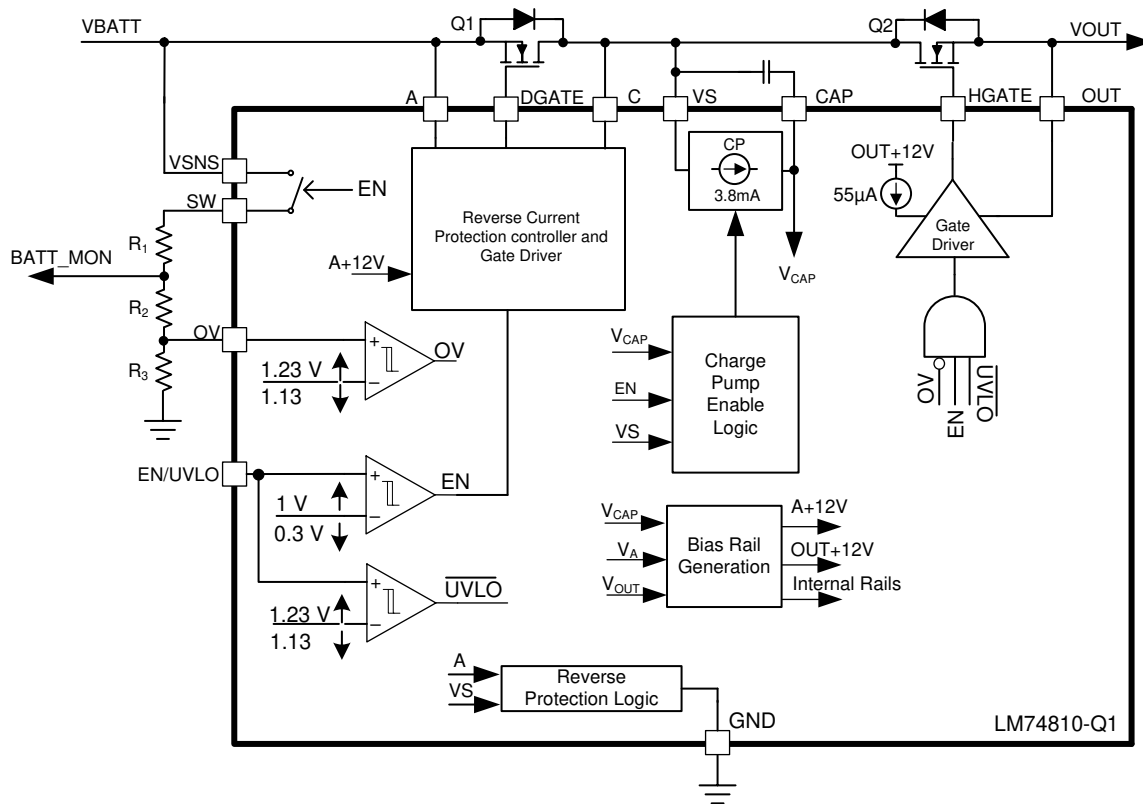 VBATT
Q1
Q2
VOUT
A
DGATE
C
VS
CAP
HGATE
OUT
VSNS
EN
SW
R1
BATT_MON
R2
OV
R3
Reverse Current
Protection controller and
Gate Driver
A+12V
CP
3.8mA
VCAP
OUT+12V
55µA
Gate
Driver
+
1.23 V
1.13
−
OV
VCAP
EN
VS
Charge
Pump
Enable
Logic
OV
EN
UVLO
EN/UVLO
+
1 V
0.3 V
−
EN
+
1.23 V
1.13
−
UVLO
VCAP
VA
VOUT
Bias Rail
Generation
A+12V
OUT+12V
Internal Rails
A
VS
Reverse
Protection Logic
GND
LM74810-Q1